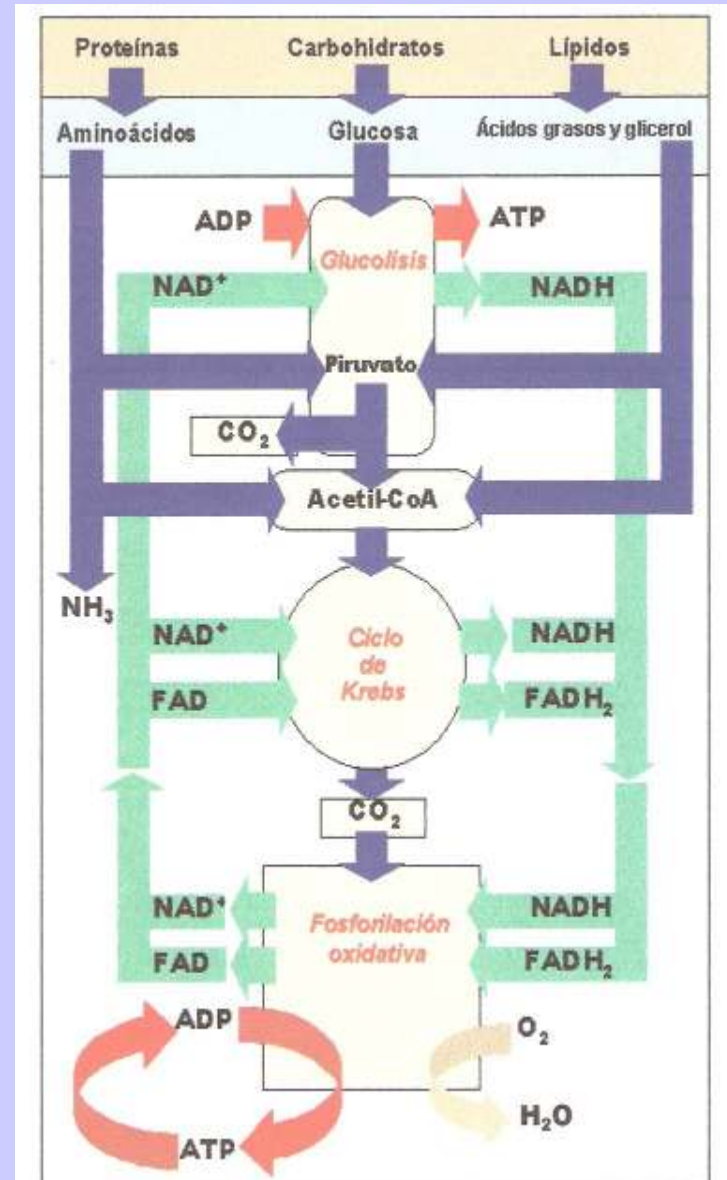 Proteínas Carbohidratos Lípidos
Aminoácidos Glucosa Ácidos grasos y glicerol
ADP ATP
Glucolísis
NAD⁺ NADH
Piruvato
CO₂
Acetil-CoA
NH₃
NAD⁺ Ciclo NADH
de
FAD Krebs FADH₂
CO₂
NAD⁺ Fosforilación NADH
oxidativa
FAD FADH₂
ADP O₂
H₂O
ATP